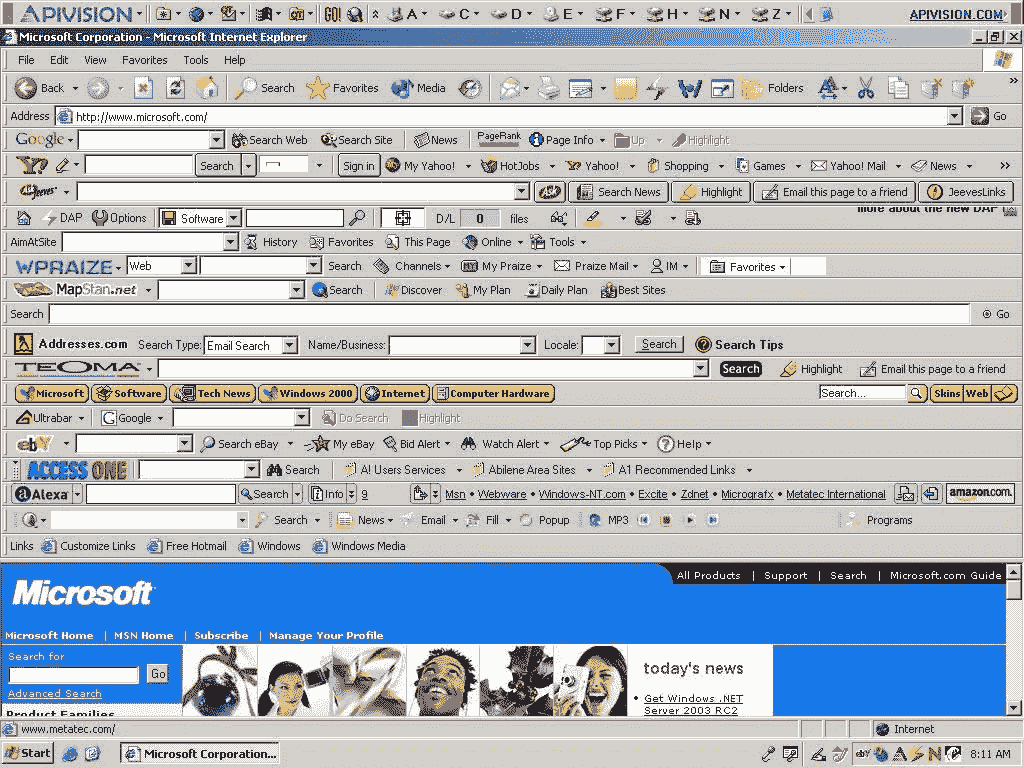 APIVISION GO! A C D E F H N Z APIVISION.COM
Microsoft Corporation - Microsoft Internet Explorer
File Edit View Favorites Tools Help
Back Search Favorites Media Folders
Address http://www.microsoft.com/ Go
Google Search Web Search Site News PageRank Page Info Up Highlight
Y! Search Sign in My Yahoo! HotJobs Yahoo! Shopping Games Yahoo! Mail News
Jeeves Search News Highlight Email this page to a friend JeevesLinks
DAP Options Software D/L 0 files more about the new DAP
AimAtSite History Favorites This Page Online Tools
WPRAIZE Web Search Channels My Praize Praize Mail IM Favorites
MapStan.net Search Discover My Plan Daily Plan Best Sites
Search Go
Addresses.com Search Type: Email Search Name/Business: Locale: Search Search Tips
TEOMA Search Highlight Email this page to a friend
Microsoft Software Tech News Windows 2000 Internet Computer Hardware Search... Skins Web
Ultrabar Google Do Search Highlight
ebY Search eBay My eBay Bid Alert Watch Alert Top Picks Help
ACCESS ONE Search A! Users Services Abilene Area Sites A1 Recommended Links
Alexa Search Info 9 Msn • Webware • Windows-NT.com • Excite • Zdnet • Micrografx • Metatec International amazon.com.
Search News Email Fill Popup MP3 Programs
Links Customize Links Free Hotmail Windows Windows Media
All Products | Support | Search | Microsoft.com Guide
Microsoft
Microsoft Home | MSN Home | Subscribe | Manage Your Profile
Search for
Go
Advanced Search
Product Families
today's news
• Get Windows .NET
Server 2003 RC2
www.metatec.com/ Internet
Start Microsoft Corporation... ebY N 8:11 AM